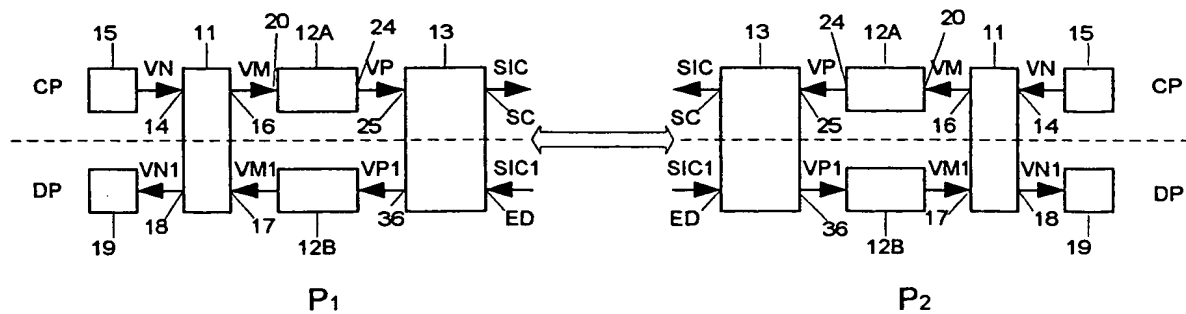 15 11 20 12A 24 13 13 12A 20 11 15
24
CP VN VM VP SIC SIC VP VM VN CP
14 16 25 SC SC 25 16 14
DP VN1 VM1 VP1 SIC1 SIC1 VP1 VM1 VN1 DP
19 18 17 12B 36 ED ED 36 12B 17 18 19
P1 P2